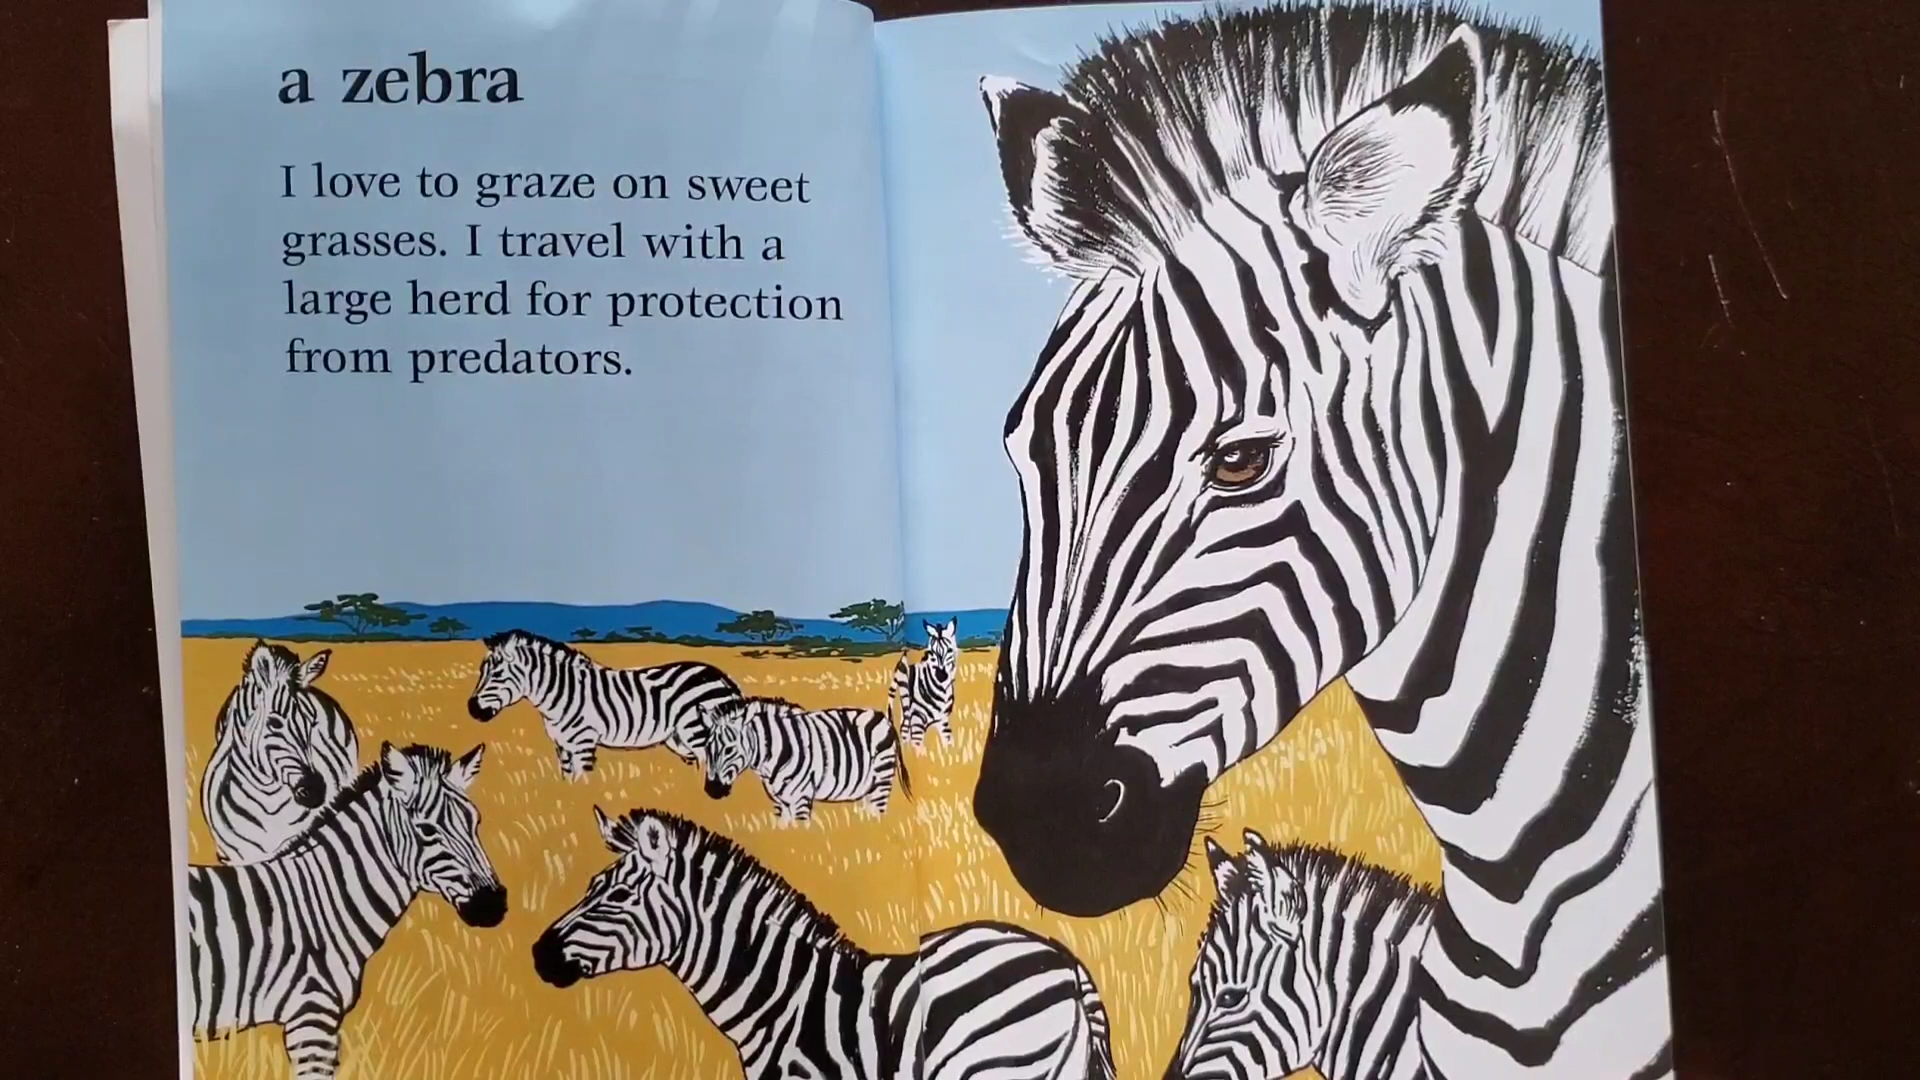 a zebra
I love to graze on sweet
grasses. I travel with a
large herd for protection
from predators.